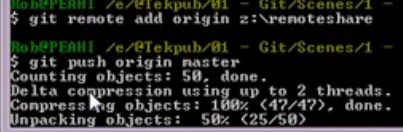 Rob@PEAHI /e/@Tekpub/01 - Git/Scenes/1 -
$ git remote add origin z:\remoteshare
Rob@PEAHI /e/@Tekpub/01 - Git/Scenes/1 -
$ git push origin master
Counting objects: 50, done.
Delta compression using up to 2 threads.
Compressing objects: 100% (47/47), done.
Unpacking objects:  50% (25/50)